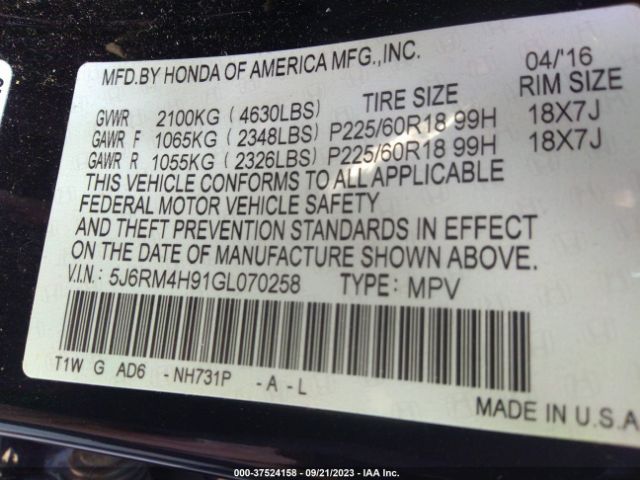 MFD.BY HONDA OF AMERICA MFG.,INC. 04/'16
GVWR 2100KG (4630LBS) TIRE SIZE RIM SIZE
GAWR F 1065KG (2348LBS) P225/60R18 99H 18X7J
GAWR R 1055KG (2326LBS) P225/60R18 99H 18X7J
THIS VEHICLE CONFORMS TO ALL APPLICABLE
FEDERAL MOTOR VEHICLE SAFETY
AND THEFT PREVENTION STANDARDS IN EFFECT
ON THE DATE OF MANUFACTURE SHOWN ABOVE.
V.I.N.: 5J6RM4H91GL070258 TYPE: MPV
T1W G AD6 -NH731P -A-L
MADE IN U.S.A
000-37524158 - 09/21/2023 - IAA Inc.